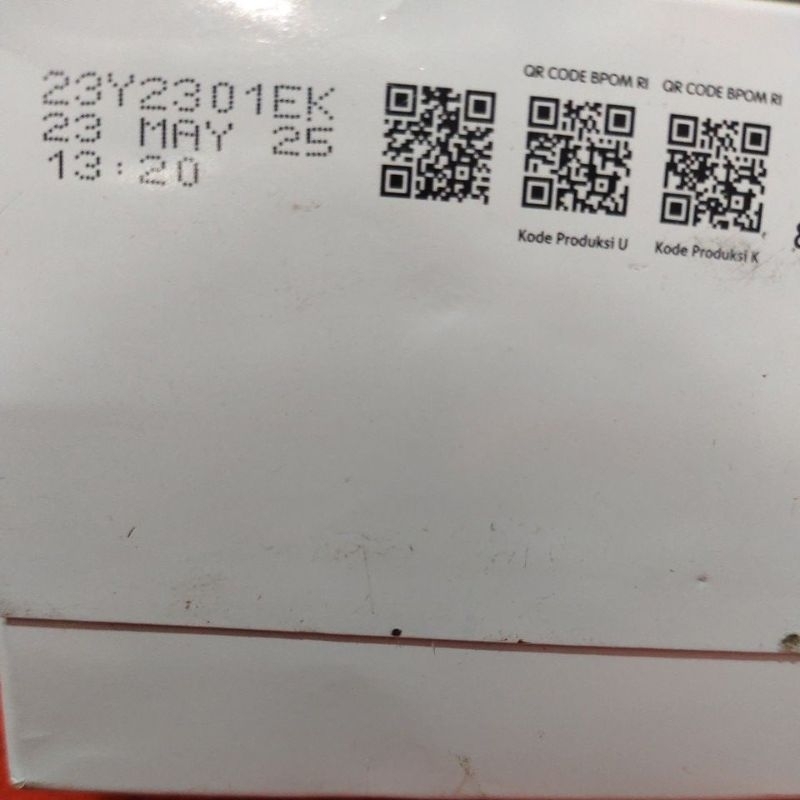 23Y2301EK
23 MAY 25
13:20
QR CODE BPOM RI
Kode Produksi U
QR CODE BPOM RI
Kode Produksi K